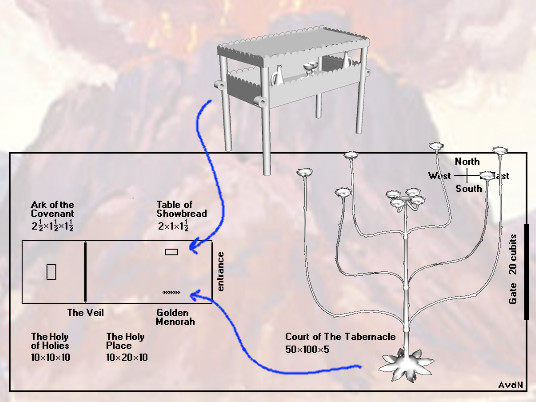 North
West East
South
Ark of the
Covenant
2½×1½×1½
Table of
Showbread
2×1×1½
entrance
Gate 20 cubits
The Veil
Golden
Menorah
The Holy
of Holies
10×10×10
The Holy
Place
10×20×10
Court of The Tabernacle
50×100×5
AvdN